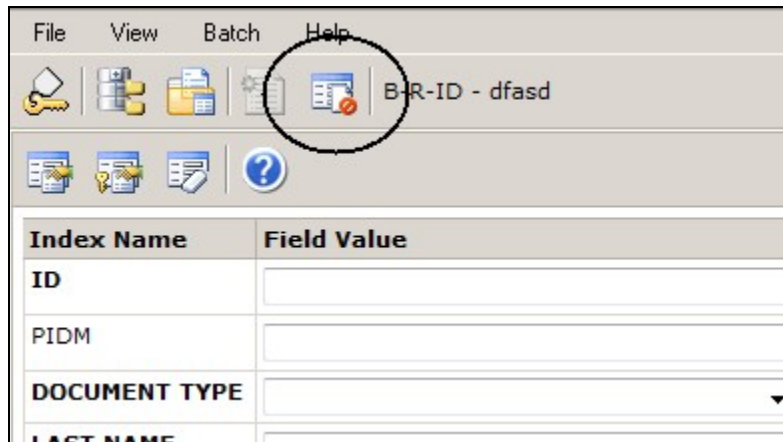 File View Batch Help
B-R-ID - dfasd
Index Name Field Value
ID
PIDM
DOCUMENT TYPE
LAST NAME